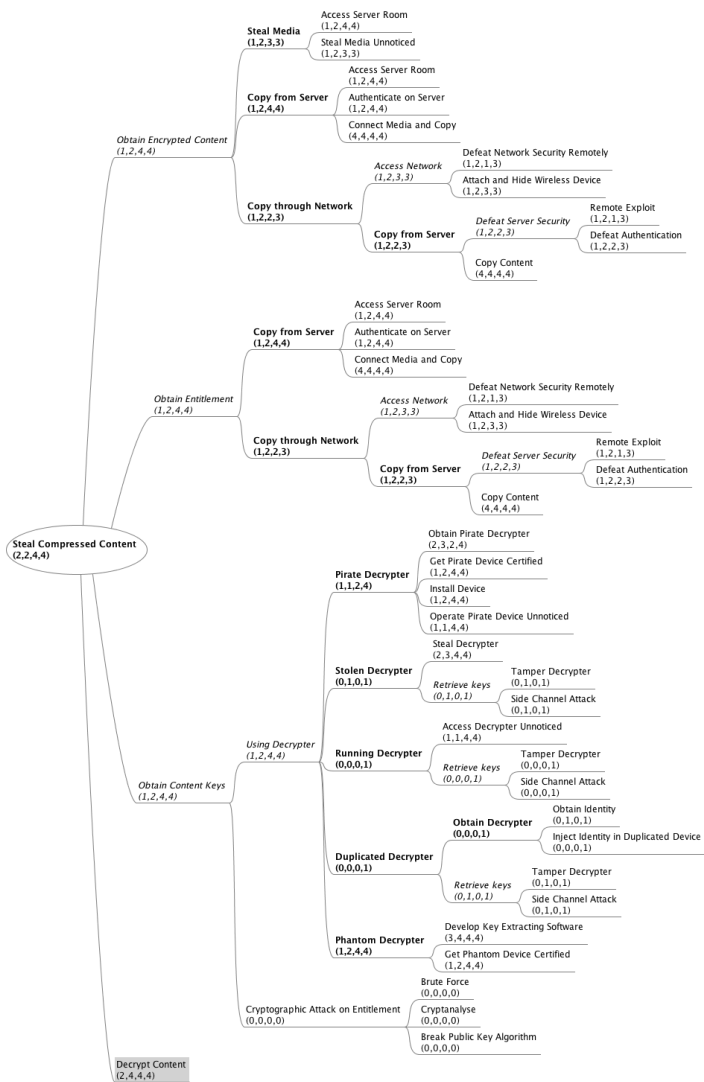 Access Server Room
(1,2,4,4)
Steal Media
(1,2,3,3)
Steal Media Unnoticed
(1,2,3,3)
Access Server Room
(1,2,4,4)
Copy from Server
(1,2,4,4)
Authenticate on Server
(1,2,4,4)
Connect Media and Copy
(4,4,4,4)
Obtain Encrypted Content
(1,2,4,4)
Defeat Network Security Remotely
(1,2,1,3)
Access Network
(1,2,3,3)
Attach and Hide Wireless Device
(1,2,3,3)
Copy through Network
(1,2,2,3)
Remote Exploit
(1,2,1,3)
Defeat Server Security
(1,2,2,3)
Defeat Authentication
(1,2,2,3)
Copy from Server
(1,2,2,3)
Copy Content
(4,4,4,4)
Access Server Room
(1,2,4,4)
Copy from Server
(1,2,4,4)
Authenticate on Server
(1,2,4,4)
Connect Media and Copy
(4,4,4,4)
Obtain Entitlement
(1,2,4,4)
Defeat Network Security Remotely
(1,2,1,3)
Access Network
(1,2,3,3)
Attach and Hide Wireless Device
(1,2,3,3)
Copy through Network
(1,2,2,3)
Remote Exploit
(1,2,1,3)
Defeat Server Security
(1,2,2,3)
Defeat Authentication
(1,2,2,3)
Copy from Server
(1,2,2,3)
Copy Content
(4,4,4,4)
Steal Compressed Content
(2,2,4,4)
Obtain Pirate Decrypter
(2,3,2,4)
Get Pirate Device Certified
(1,2,4,4)
Pirate Decrypter
(1,1,2,4)
Install Device
(1,2,4,4)
Operate Pirate Device Unnoticed
(1,1,4,4)
Steal Decrypter
(2,3,4,4)
Stolen Decrypter
(0,1,0,1)
Tamper Decrypter
(0,1,0,1)
Retrieve keys
(0,1,0,1)
Side Channel Attack
(0,1,0,1)
Access Decrypter Unnoticed
(1,1,4,4)
Using Decrypter
(1,2,4,4)
Running Decrypter
(0,0,0,1)
Tamper Decrypter
(0,0,0,1)
Retrieve keys
(0,0,0,1)
Side Channel Attack
(0,0,0,1)
Obtain Content Keys
(1,2,4,4)
Obtain Identity
(0,1,0,1)
Obtain Decrypter
(0,0,0,1)
Inject Identity in Duplicated Device
(0,0,0,1)
Duplicated Decrypter
(0,0,0,1)
Tamper Decrypter
(0,1,0,1)
Retrieve keys
(0,1,0,1)
Side Channel Attack
(0,1,0,1)
Develop Key Extracting Software
(3,4,4,4)
Phantom Decrypter
(1,2,4,4)
Get Phantom Device Certified
(1,2,4,4)
Brute Force
(0,0,0,0)
Cryptographic Attack on Entitlement
(0,0,0,0)
Cryptanalyse
(0,0,0,0)
Break Public Key Algorithm
(0,0,0,0)
Decrypt Content
(2,4,4,4)